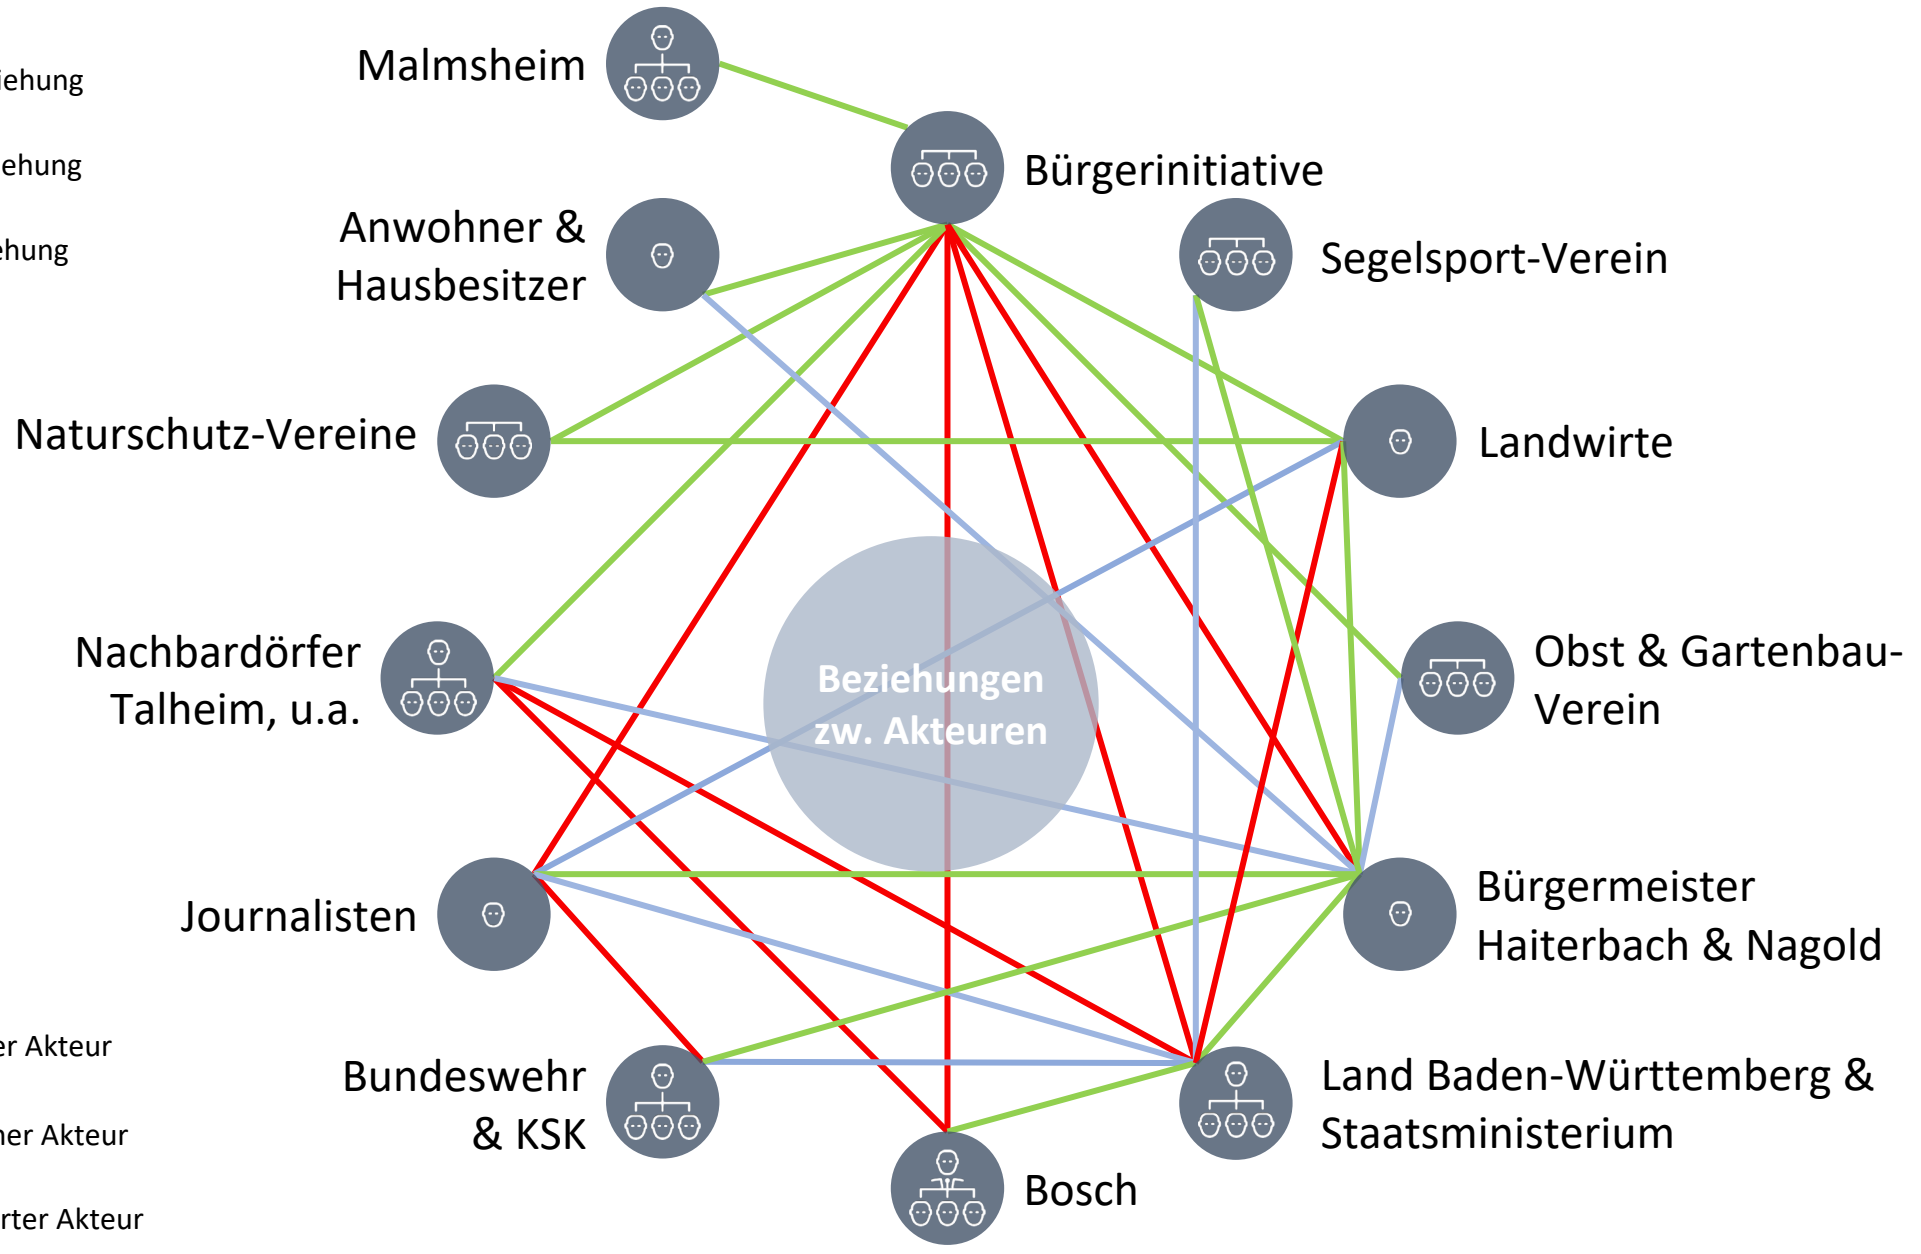 Malmsheim
Bürgerinitiative
Anwohner &
Hausbesitzer
Segelsport-Verein
Naturschutz-Vereine
Landwirte
Nachbardörfer
Talheim, u.a.
Beziehungen
zw. Akteuren
Obst & Gartenbau-
Verein
Journalisten
Bürgermeister
Haiterbach & Nagold
Bundeswehr
& KSK
Land Baden-Württemberg &
Staatsministerium
Bosch
iehung
ehung
ehung
er Akteur
ner Akteur
rter Akteur